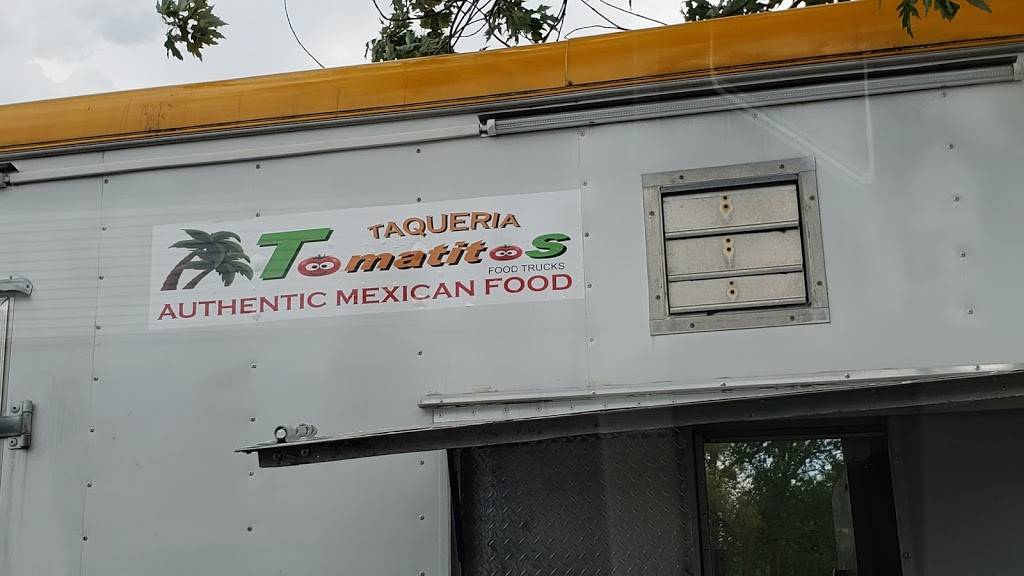 TAQUERIA
Tomatitos
FOOD TRUCKS
AUTHENTIC MEXICAN FOOD